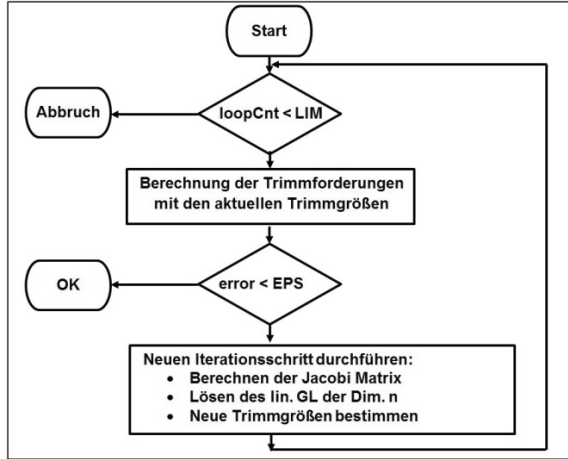 Start
Abbruch
loopCnt < LIM
Berechnung der Trimmforderungen
mit den aktuellen Trimmgrößen
OK
error < EPS
Neuen Iterationsschritt durchführen:
• Berechnen der Jacobi Matrix
• Lösen des lin. GL der Dim. n
• Neue Trimmgrößen bestimmen